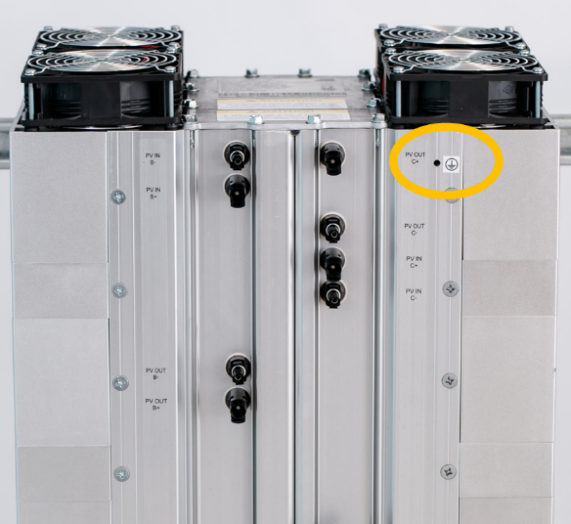 PV IN
B-
PV IN
B+
PV OUT
B-
PV OUT
B+
PV OUT
C+
PV OUT
C-
PV IN
C+
PV IN
C-